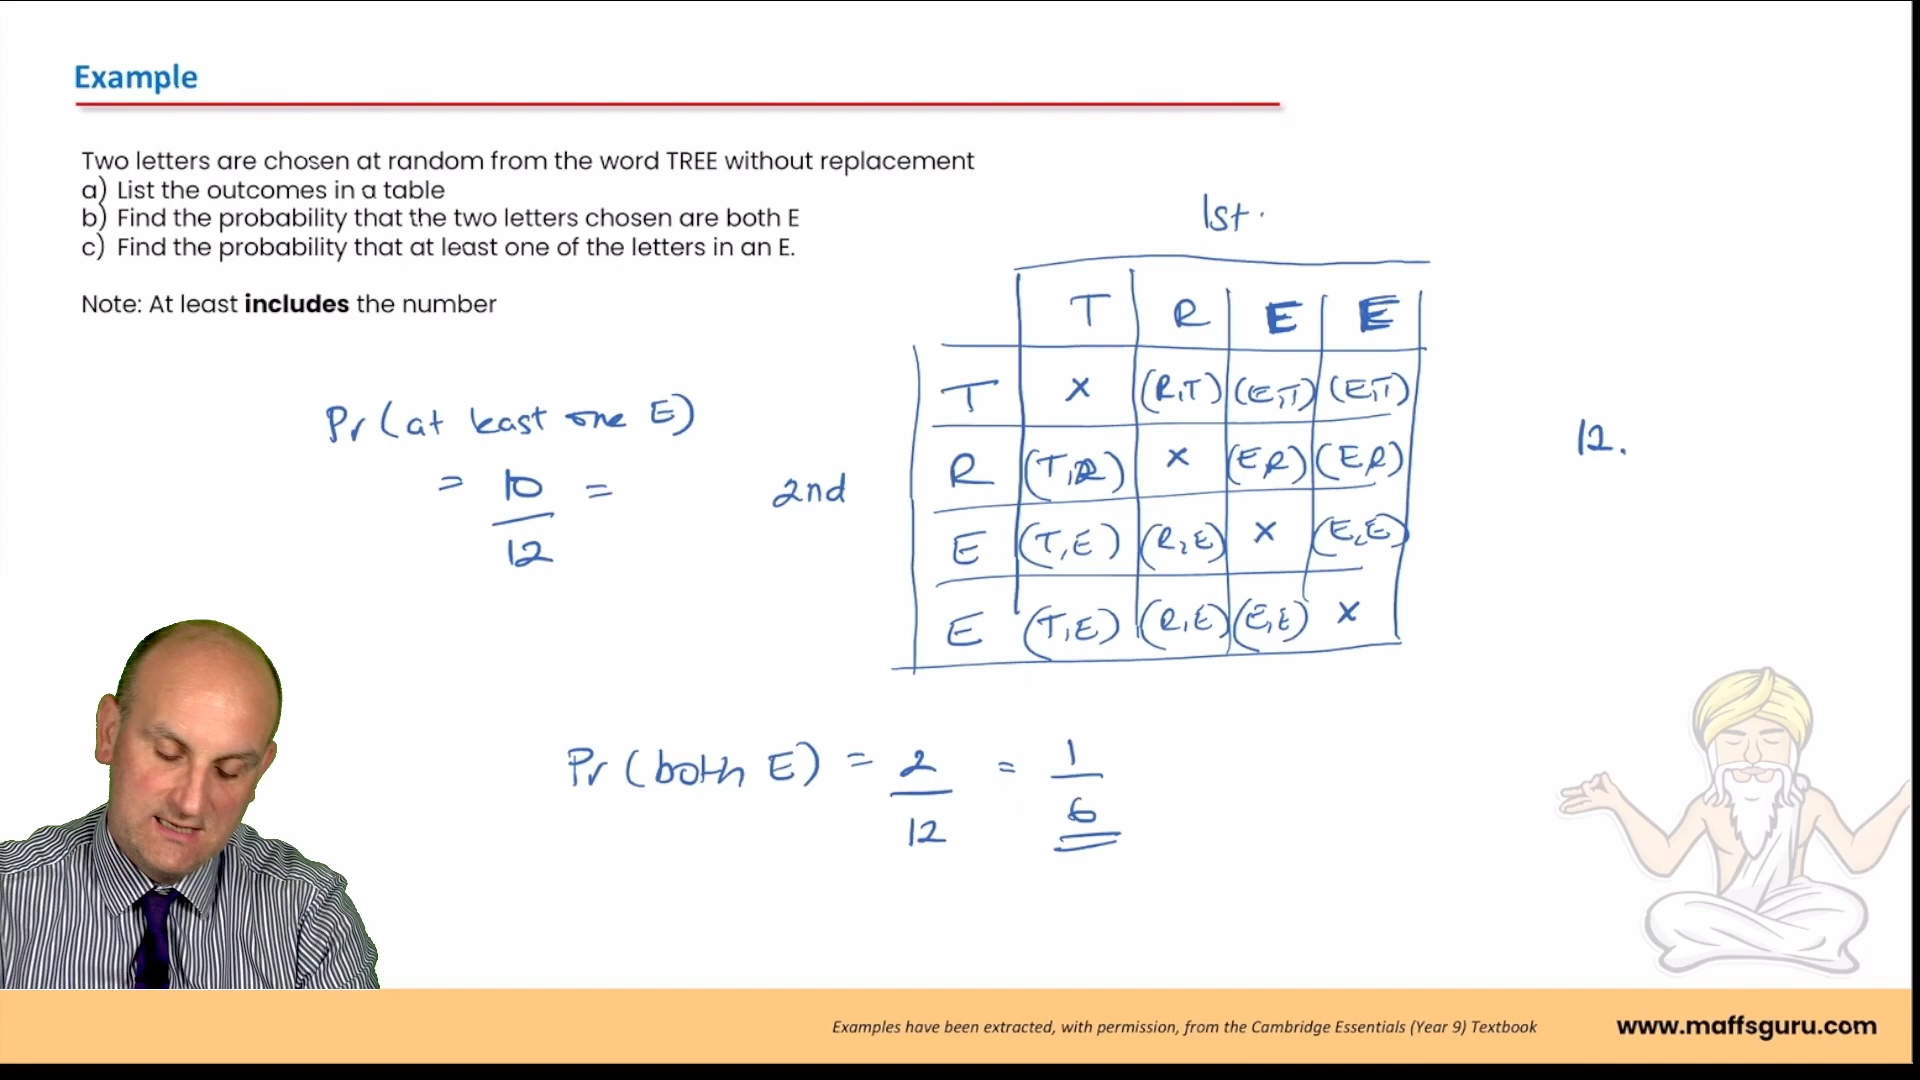 Example
Two letters are chosen at random from the word TREE without replacement
a) List the outcomes in a table
b) Find the probability that the two letters chosen are both E
c) Find the probability that at least one of the letters in an E.
Note: At least includes the number
1st.
T R E E
T × (R,T) (E,T) (E,T)
R (T,R) × (E,R) (E,R)
E (T,E) (R,E) × (E,E)
E (T,E) (R,E) (E,E) ×
2nd
12.
Pr(at least one E)
= 10/12 =
Pr(both E) = 2/12 = 1/6
Examples have been extracted, with permission, from the Cambridge Essentials (Year 9) Textbook
www.maffsguru.com